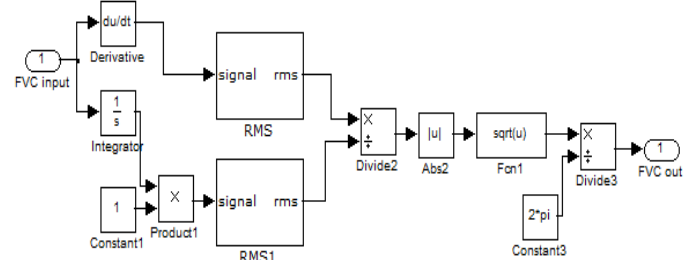 1
FVC input
du/dt
Derivative
1
s
Integrator
1
Constant1
X
Product1
signal rms
RMS
signal rms
RMS1
X
÷
Divide2
|u|
Abs2
sqrt(u)
Fcn1
X
÷
Divide3
2*pi
Constant3
1
FVC out